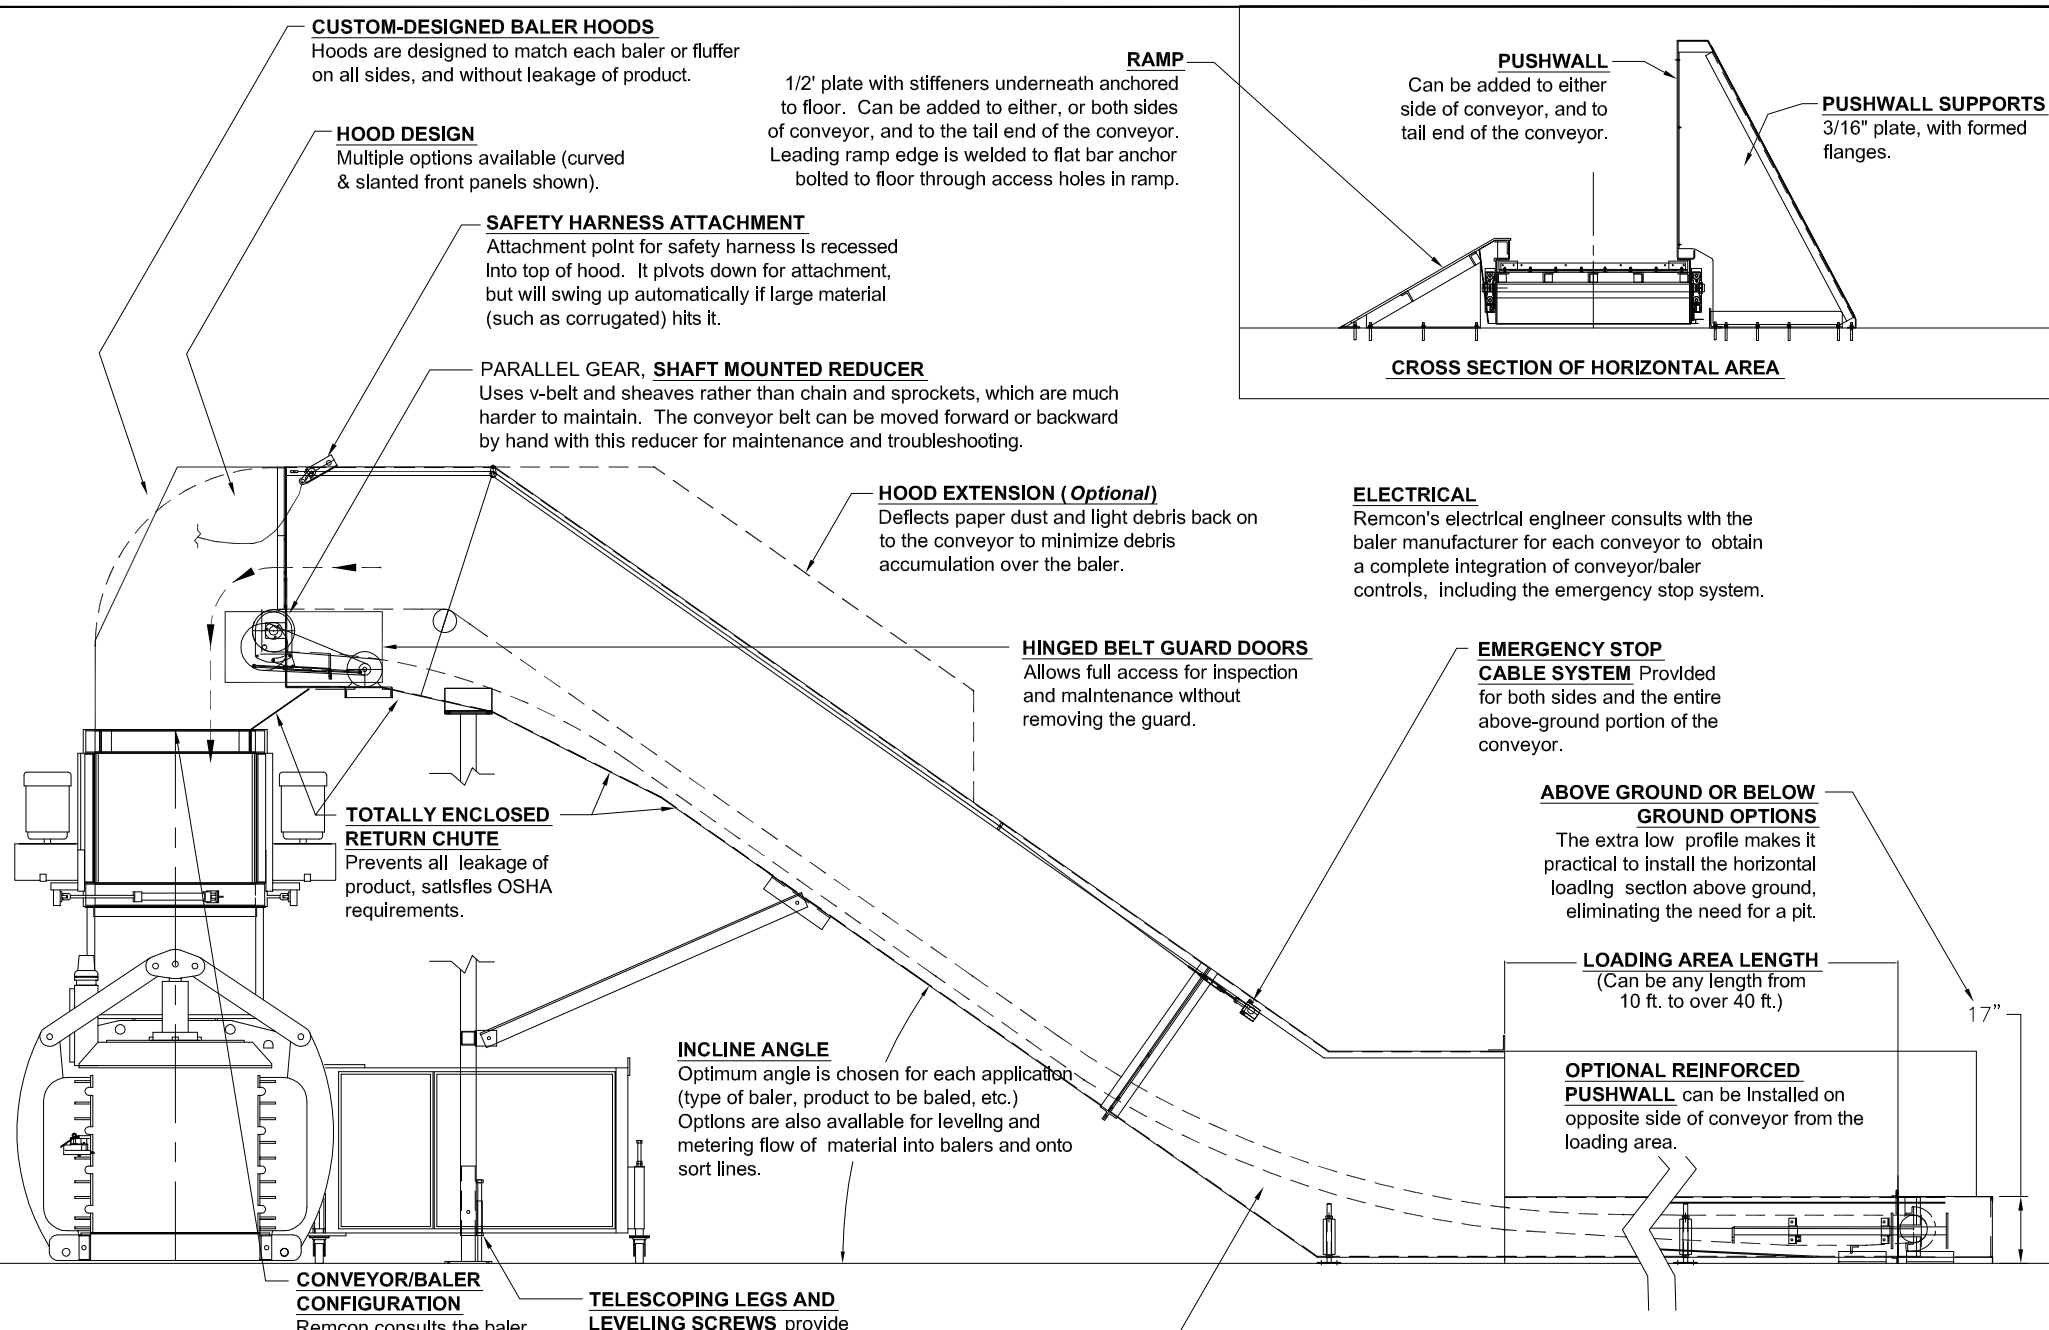 CUSTOM-DESIGNED BALER HOODS
Hoods are designed to match each baler or fluffer
on all sides, and without leakage of product.
HOOD DESIGN
Multiple options available (curved
& slanted front panels shown).
SAFETY HARNESS ATTACHMENT
Attachment point for safety harness is recessed
into top of hood. It pivots down for attachment,
but will swing up automatically if large material
(such as corrugated) hits it.
PARALLEL GEAR, SHAFT MOUNTED REDUCER
Uses v-belt and sheaves rather than chain and sprockets, which are much
harder to maintain. The conveyor belt can be moved forward or backward
by hand with this reducer for maintenance and troubleshooting.
RAMP
1/2' plate with stiffeners underneath anchored
to floor. Can be added to either, or both sides
of conveyor, and to the tail end of the conveyor.
Leading ramp edge is welded to flat bar anchor
bolted to floor through access holes in ramp.
PUSHWALL
Can be added to either
side of conveyor, and to
tail end of the conveyor.
PUSHWALL SUPPORTS
3/16" plate, with formed
flanges.
CROSS SECTION OF HORIZONTAL AREA
HOOD EXTENSION (Optional)
Deflects paper dust and light debris back on
to the conveyor to minimize debris
accumulation over the baler.
ELECTRICAL
Remcon's electrical engineer consults with the
baler manufacturer for each conveyor to obtain
a complete integration of conveyor/baler
controls, including the emergency stop system.
HINGED BELT GUARD DOORS
Allows full access for inspection
and maintenance without
removing the guard.
EMERGENCY STOP
CABLE SYSTEM Provided
for both sides and the entire
above-ground portion of the
conveyor.
ABOVE GROUND OR BELOW
GROUND OPTIONS
The extra low profile makes it
practical to install the horizontal
loading section above ground,
eliminating the need for a pit.
TOTALLY ENCLOSED
RETURN CHUTE
Prevents all leakage of
product, satisfies OSHA
requirements.
LOADING AREA LENGTH
(Can be any length from
10 ft. to over 40 ft.)
17"
INCLINE ANGLE
Optimum angle is chosen for each application
(type of baler, product to be baled, etc.)
Options are also available for leveling and
metering flow of material into balers and onto
sort lines.
OPTIONAL REINFORCED
PUSHWALL can be installed on
opposite side of conveyor from the
loading area.
CONVEYOR/BALER
CONFIGURATION
Remcon consults the baler
TELESCOPING LEGS AND
LEVELING SCREWS provide